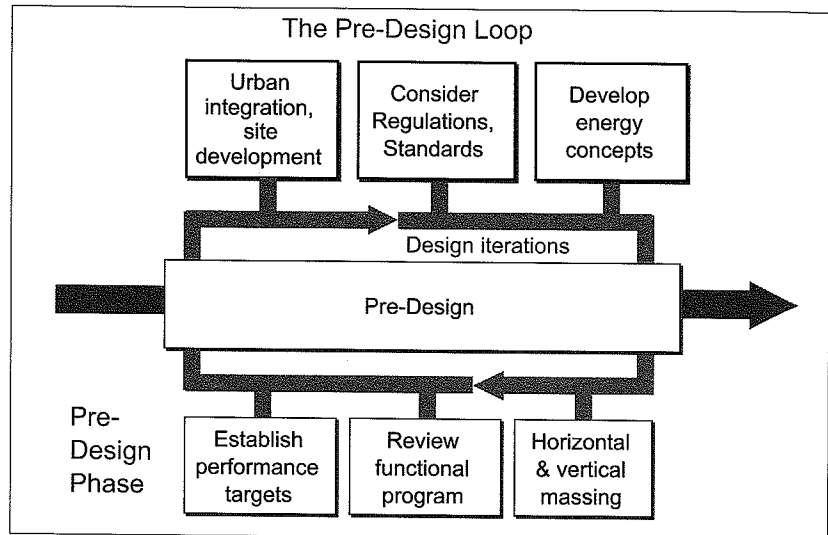 The Pre-Design Loop
Urban
integration,
site
development
Consider
Regulations,
Standards
Develop
energy
concepts
Design iterations
Pre-Design
Pre-
Design
Phase
Establish
performance
targets
Review
functional
program
Horizontal
& vertical
massing